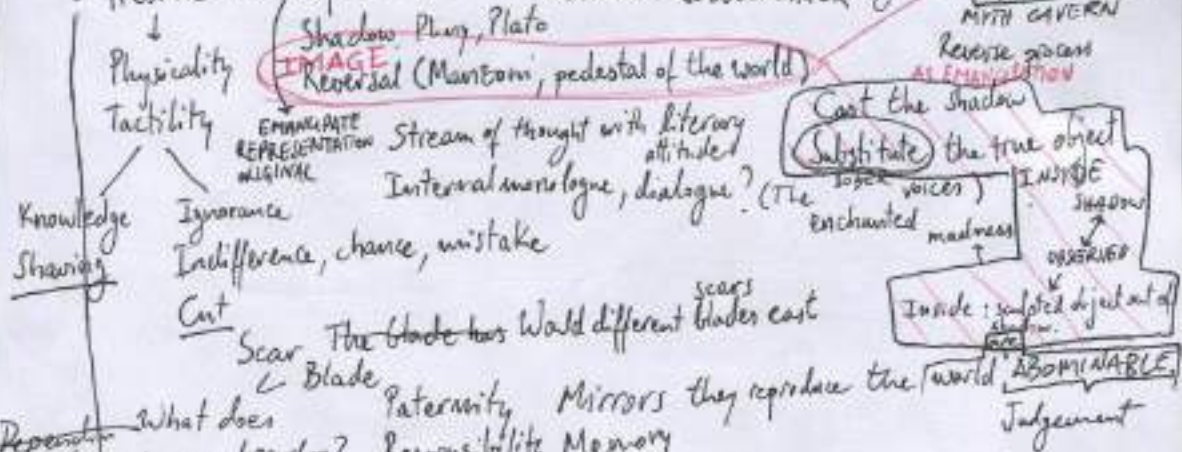 MYTH CAVERN
Shadow Pliny, Plato
Reverse process
Physicality
IMAGE
Reversal (Manzoni, pedestal of the world)
AS EMANCIPATION
Tactility
Cast the shadow
EMANCIPATE
REPRESENTATION
ORIGINAL
Stream of thought with literary
attitude
Substitute the true object
Internal monologue, dialogue? (The
voices)
INSIDE
SHADOW
Knowledge
Ignorance
enchanted
madness
OBSERVED
Sharing
Indifference, chance, mistake
Inside: sculpted object out of
shadow.
Cut
scars
Scar
The blade has Would different blades cast
Blade
Paternity
Mirrors they reproduce the world
are
ABOMINABLE
Judgement
What does
Responsibility Memory